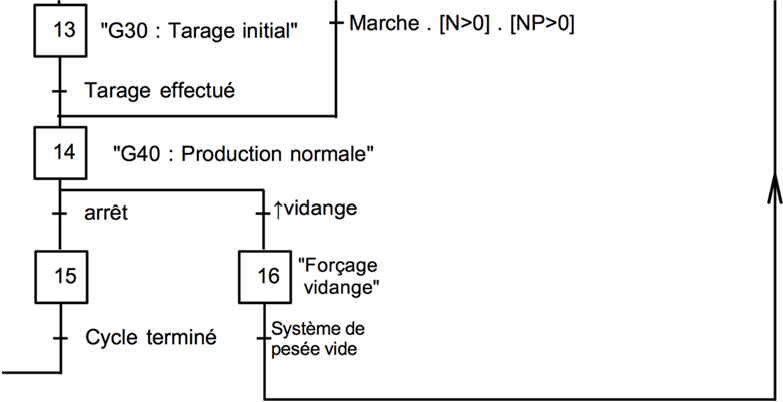 13
"G30 : Tarage initial"
Marche . [N>0] . [NP>0]
Tarage effectué
14
"G40 : Production normale"
arrêt
↑vidange
15
16
"Forçage
vidange"
Cycle terminé
Système de
pesée vide